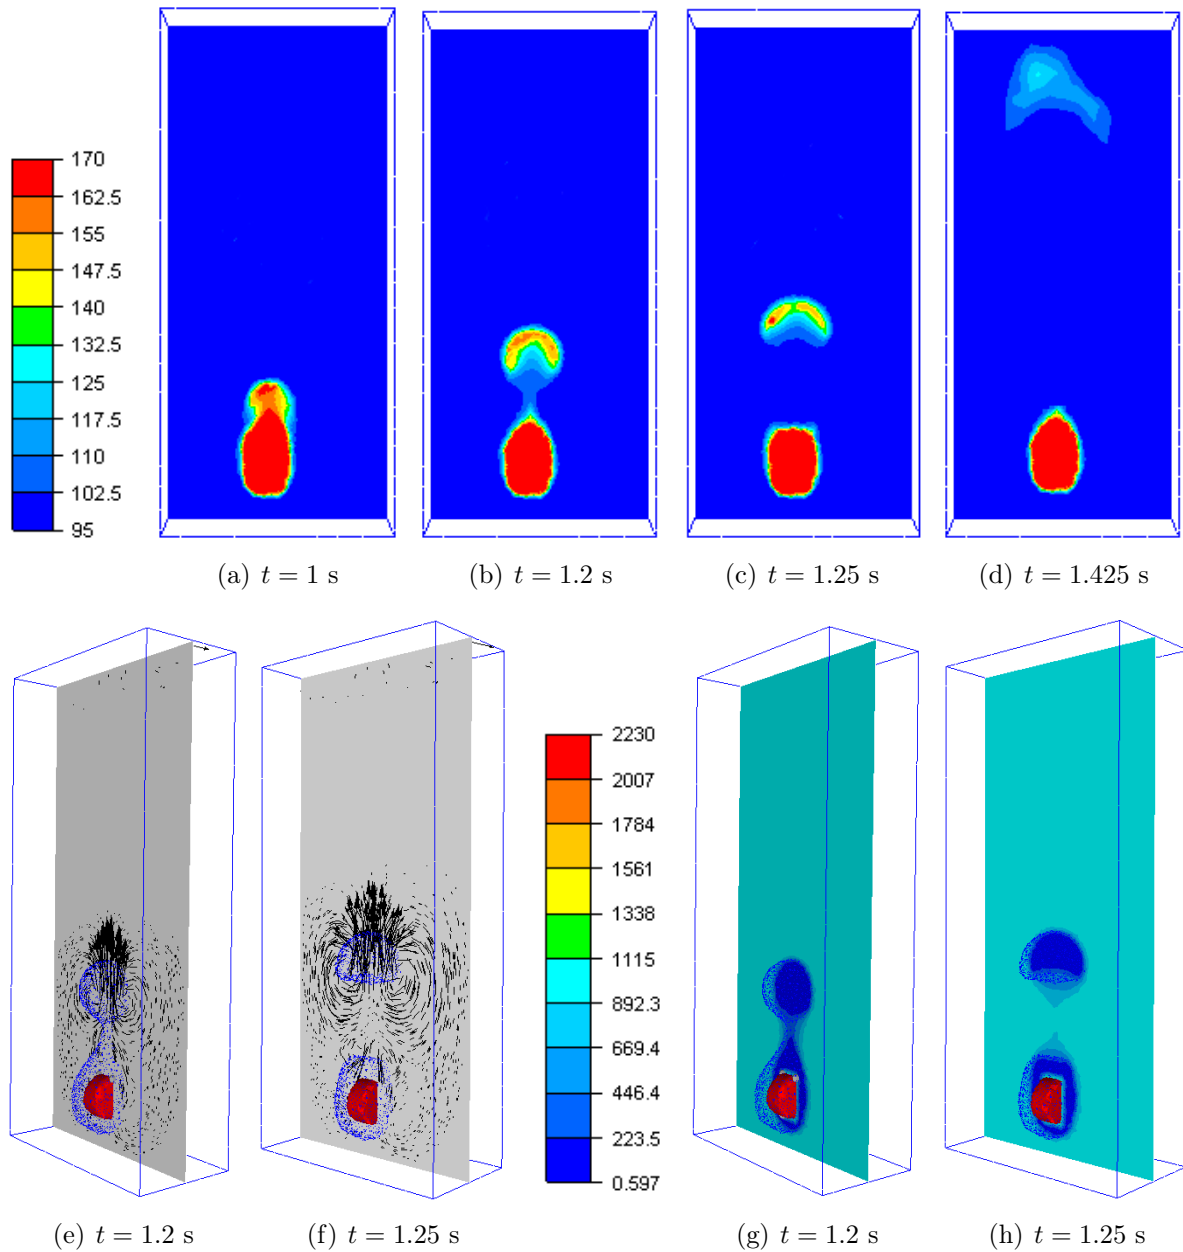 170
162.5
155
147.5
140
132.5
125
117.5
110
102.5
95
(a) t = 1 s
(b) t = 1.2 s
(c) t = 1.25 s
(d) t = 1.425 s
2230
2007
1784
1561
1338
1115
892.3
669.4
446.4
223.5
0.597
(e) t = 1.2 s
(f) t = 1.25 s
(g) t = 1.2 s
(h) t = 1.25 s